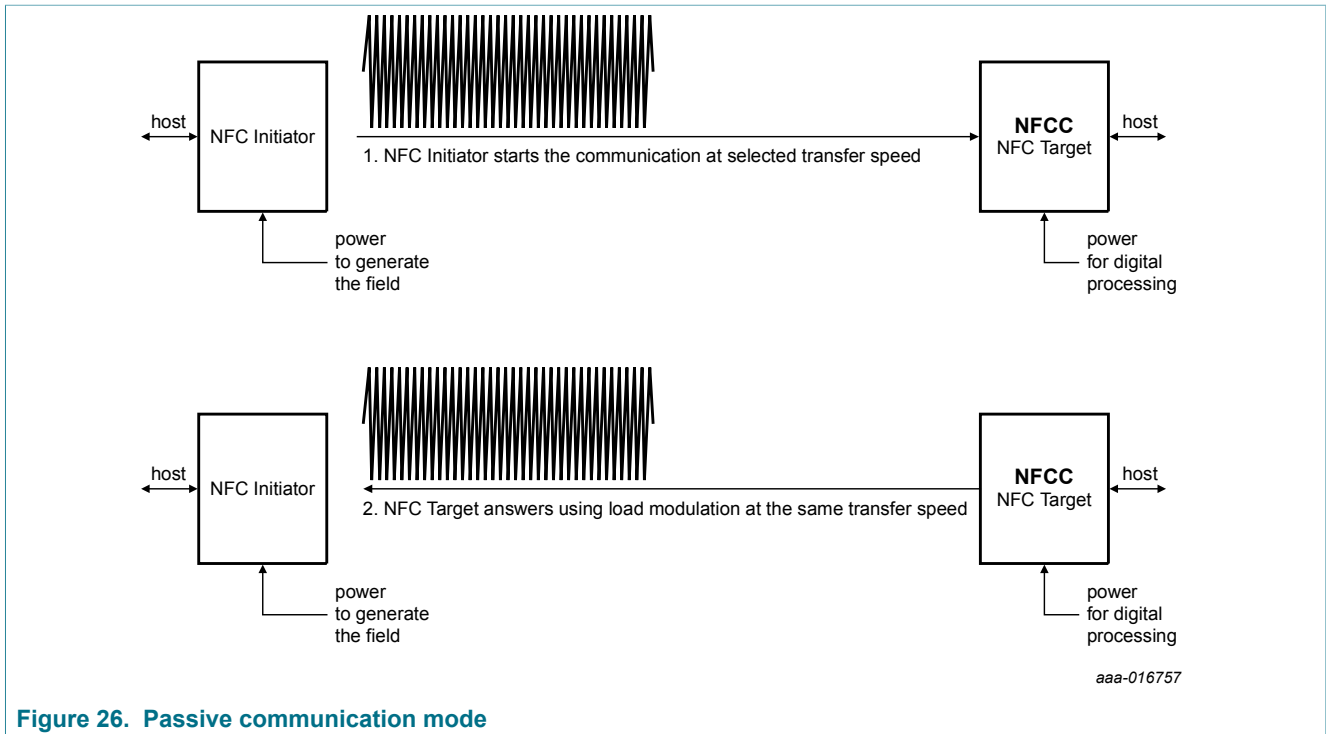 host
NFC Initiator
1. NFC Initiator starts the communication at selected transfer speed
NFCC
NFC Target
host
power
to generate
the field
power
for digital
processing
host
NFC Initiator
2. NFC Target answers using load modulation at the same transfer speed
NFCC
NFC Target
host
power
to generate
the field
power
for digital
processing
aaa-016757
Figure 26. Passive communication mode